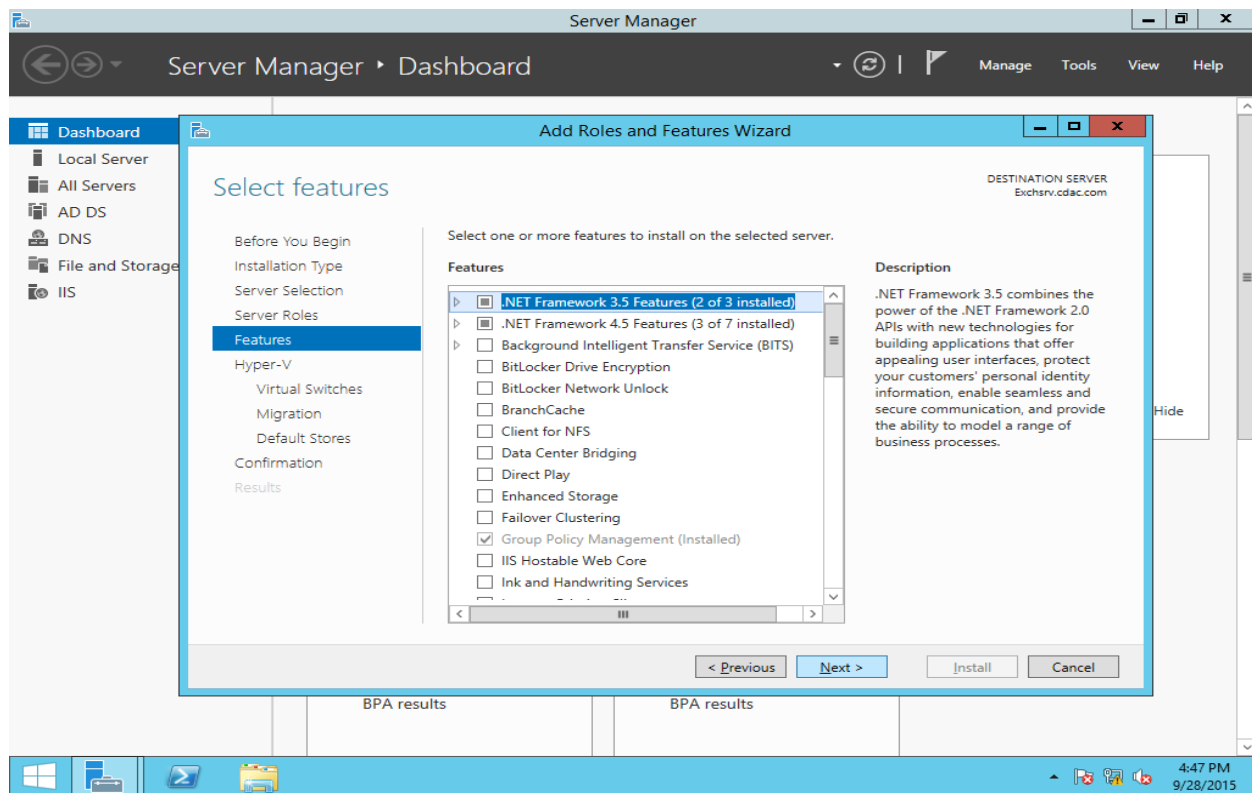 Server Manager
Server Manager ‣ Dashboard
Manage Tools View Help
Dashboard
Local Server
All Servers
AD DS
DNS
File and Storage
IIS
Add Roles and Features Wizard
Select features
DESTINATION SERVER
Exchsrv.cdac.com
Before You Begin
Installation Type
Server Selection
Server Roles
Features
Hyper-V
Virtual Switches
Migration
Default Stores
Confirmation
Results
Select one or more features to install on the selected server.
Features
.NET Framework 3.5 Features (2 of 3 installed)
.NET Framework 4.5 Features (3 of 7 installed)
Background Intelligent Transfer Service (BITS)
BitLocker Drive Encryption
BitLocker Network Unlock
BranchCache
Client for NFS
Data Center Bridging
Direct Play
Enhanced Storage
Failover Clustering
Group Policy Management (Installed)
IIS Hostable Web Core
Ink and Handwriting Services
Description
.NET Framework 3.5 combines the
power of the .NET Framework 2.0
APIs with new technologies for
building applications that offer
appealing user interfaces, protect
your customers' personal identity
information, enable seamless and
secure communication, and provide
the ability to model a range of
business processes.
Hide
< Previous Next > Install Cancel
BPA results BPA results
4:47 PM
9/28/2015